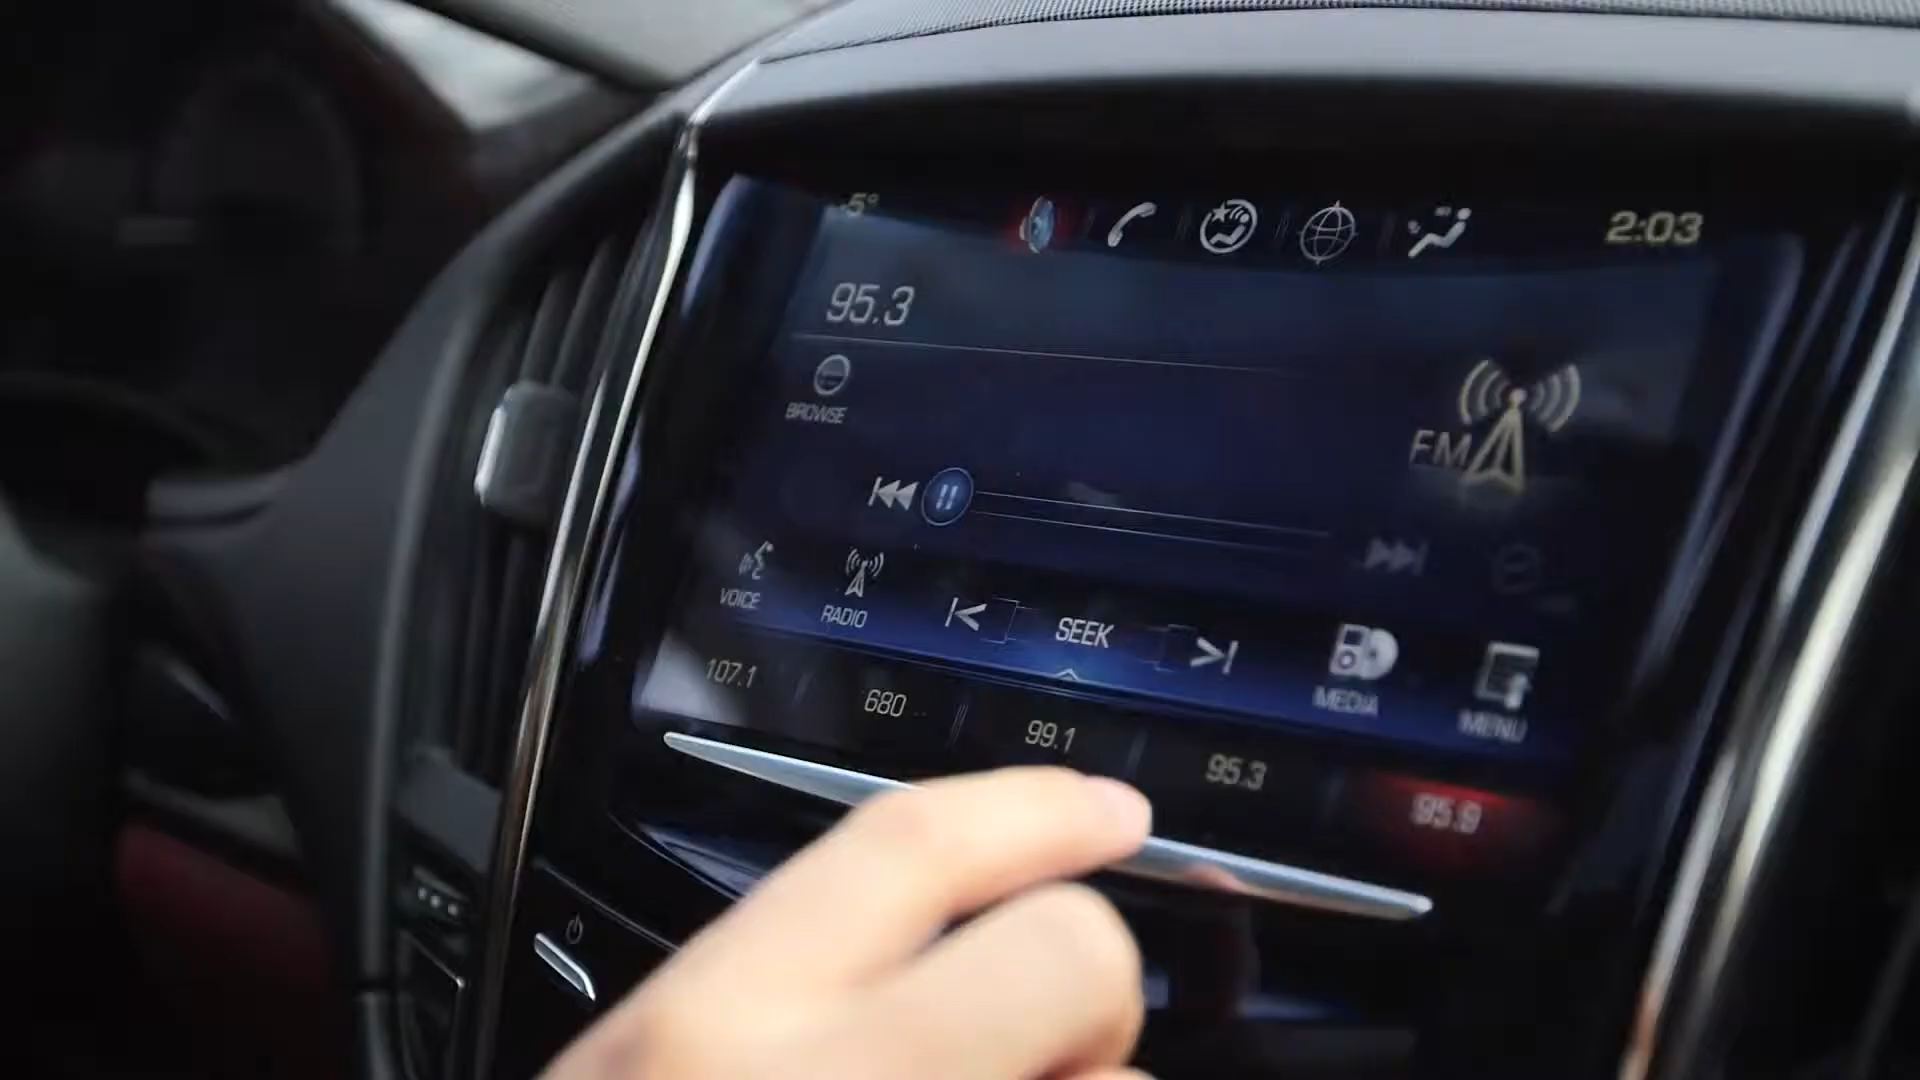 -5° 2:03
95.3
BROWSE
FM
VOICE RADIO SEEK MEDIA MENU
107.1 680 99.1 95.3 95.9